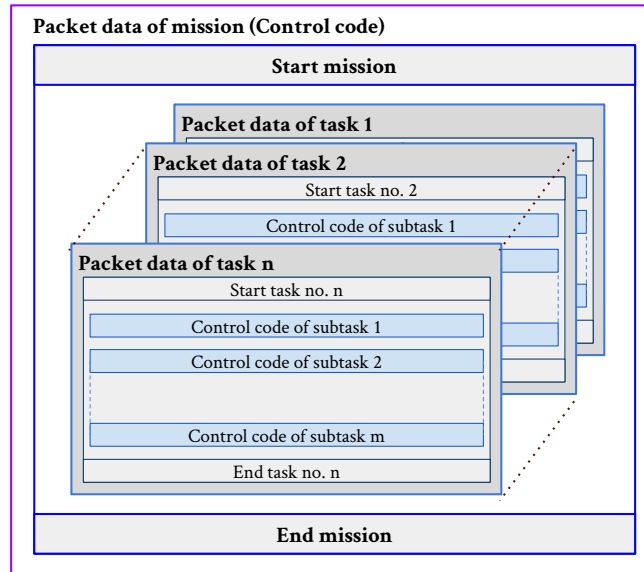 Packet data of mission (Control code)
Start mission
Packet data of task 1
Packet data of task 2
Start task no. 2
Control code of subtask 1
Packet data of task n
Start task no. n
Control code of subtask 1
Control code of subtask 2
Control code of subtask m
End task no. n
End mission